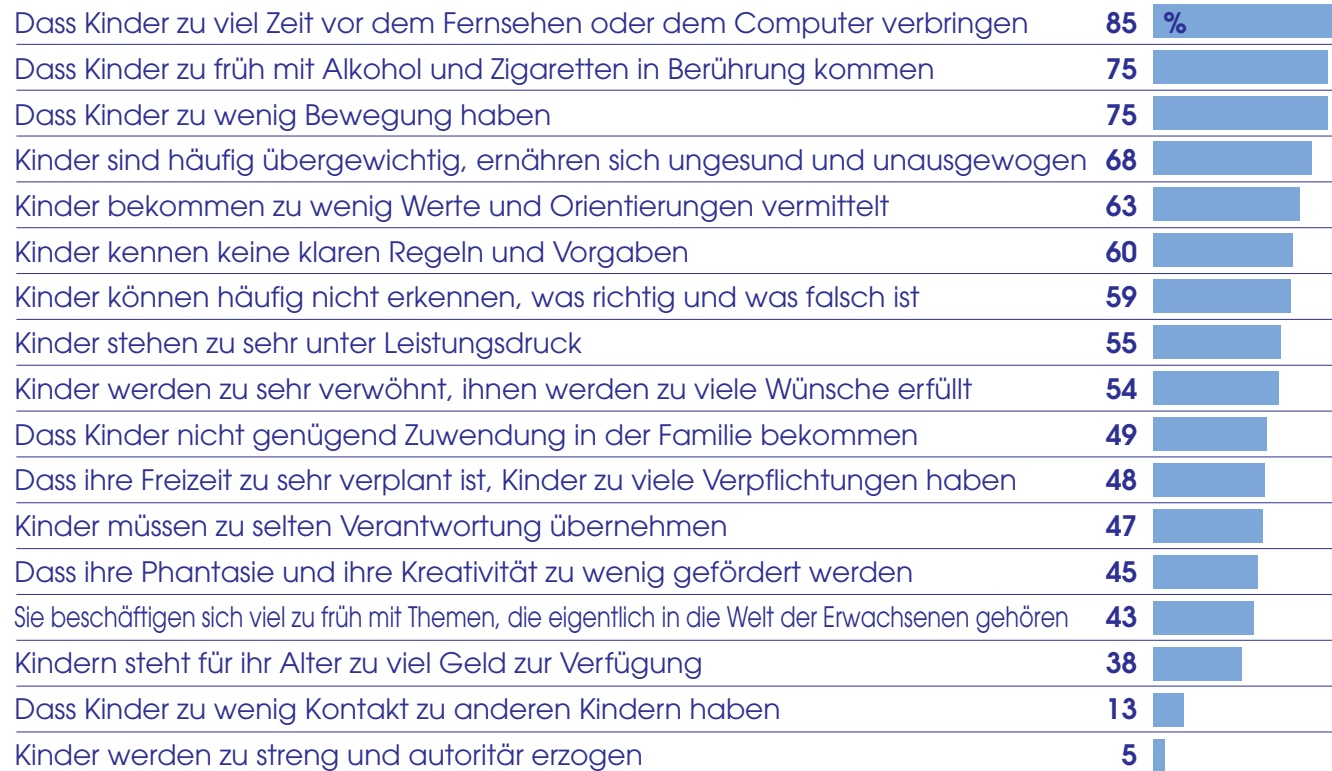 Dass Kinder zu viel Zeit vor dem Fernsehen oder dem Computer verbringen 85 %
Dass Kinder zu früh mit Alkohol und Zigaretten in Berührung kommen 75
Dass Kinder zu wenig Bewegung haben 75
Kinder sind häufig übergewichtig, ernähren sich ungesund und unausgewogen 68
Kinder bekommen zu wenig Werte und Orientierungen vermittelt 63
Kinder kennen keine klaren Regeln und Vorgaben 60
Kinder können häufig nicht erkennen, was richtig und was falsch ist 59
Kinder stehen zu sehr unter Leistungsdruck 55
Kinder werden zu sehr verwöhnt, ihnen werden zu viele Wünsche erfüllt 54
Dass Kinder nicht genügend Zuwendung in der Familie bekommen 49
Dass ihre Freizeit zu sehr verplant ist, Kinder zu viele Verpflichtungen haben 48
Kinder müssen zu selten Verantwortung übernehmen 47
Dass ihre Phantasie und ihre Kreativität zu wenig gefördert werden 45
Sie beschäftigen sich viel zu früh mit Themen, die eigentlich in die Welt der Erwachsenen gehören 43
Kindern steht für ihr Alter zu viel Geld zur Verfügung 38
Dass Kinder zu wenig Kontakt zu anderen Kindern haben 13
Kinder werden zu streng und autoritär erzogen 5